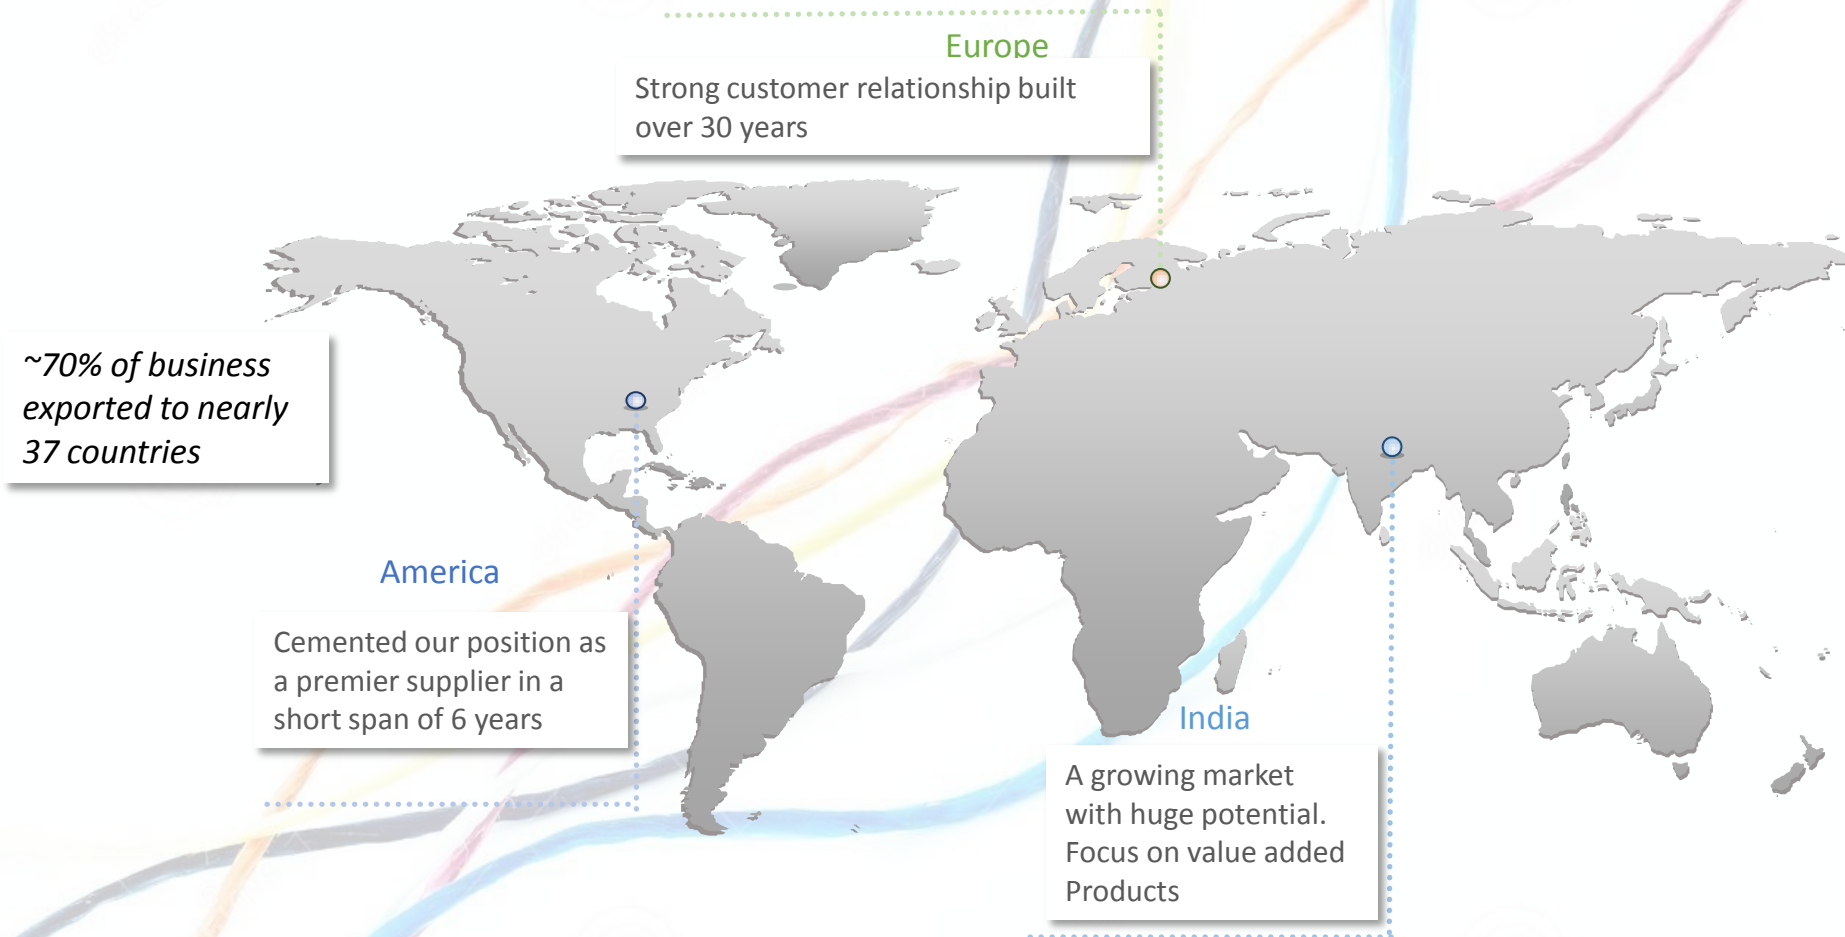 Europe
Strong customer relationship built
over 30 years
~70% of business
exported to nearly
37 countries
America
Cemented our position as
a premier supplier in a
short span of 6 years
India
A growing market
with huge potential.
Focus on value added
Products